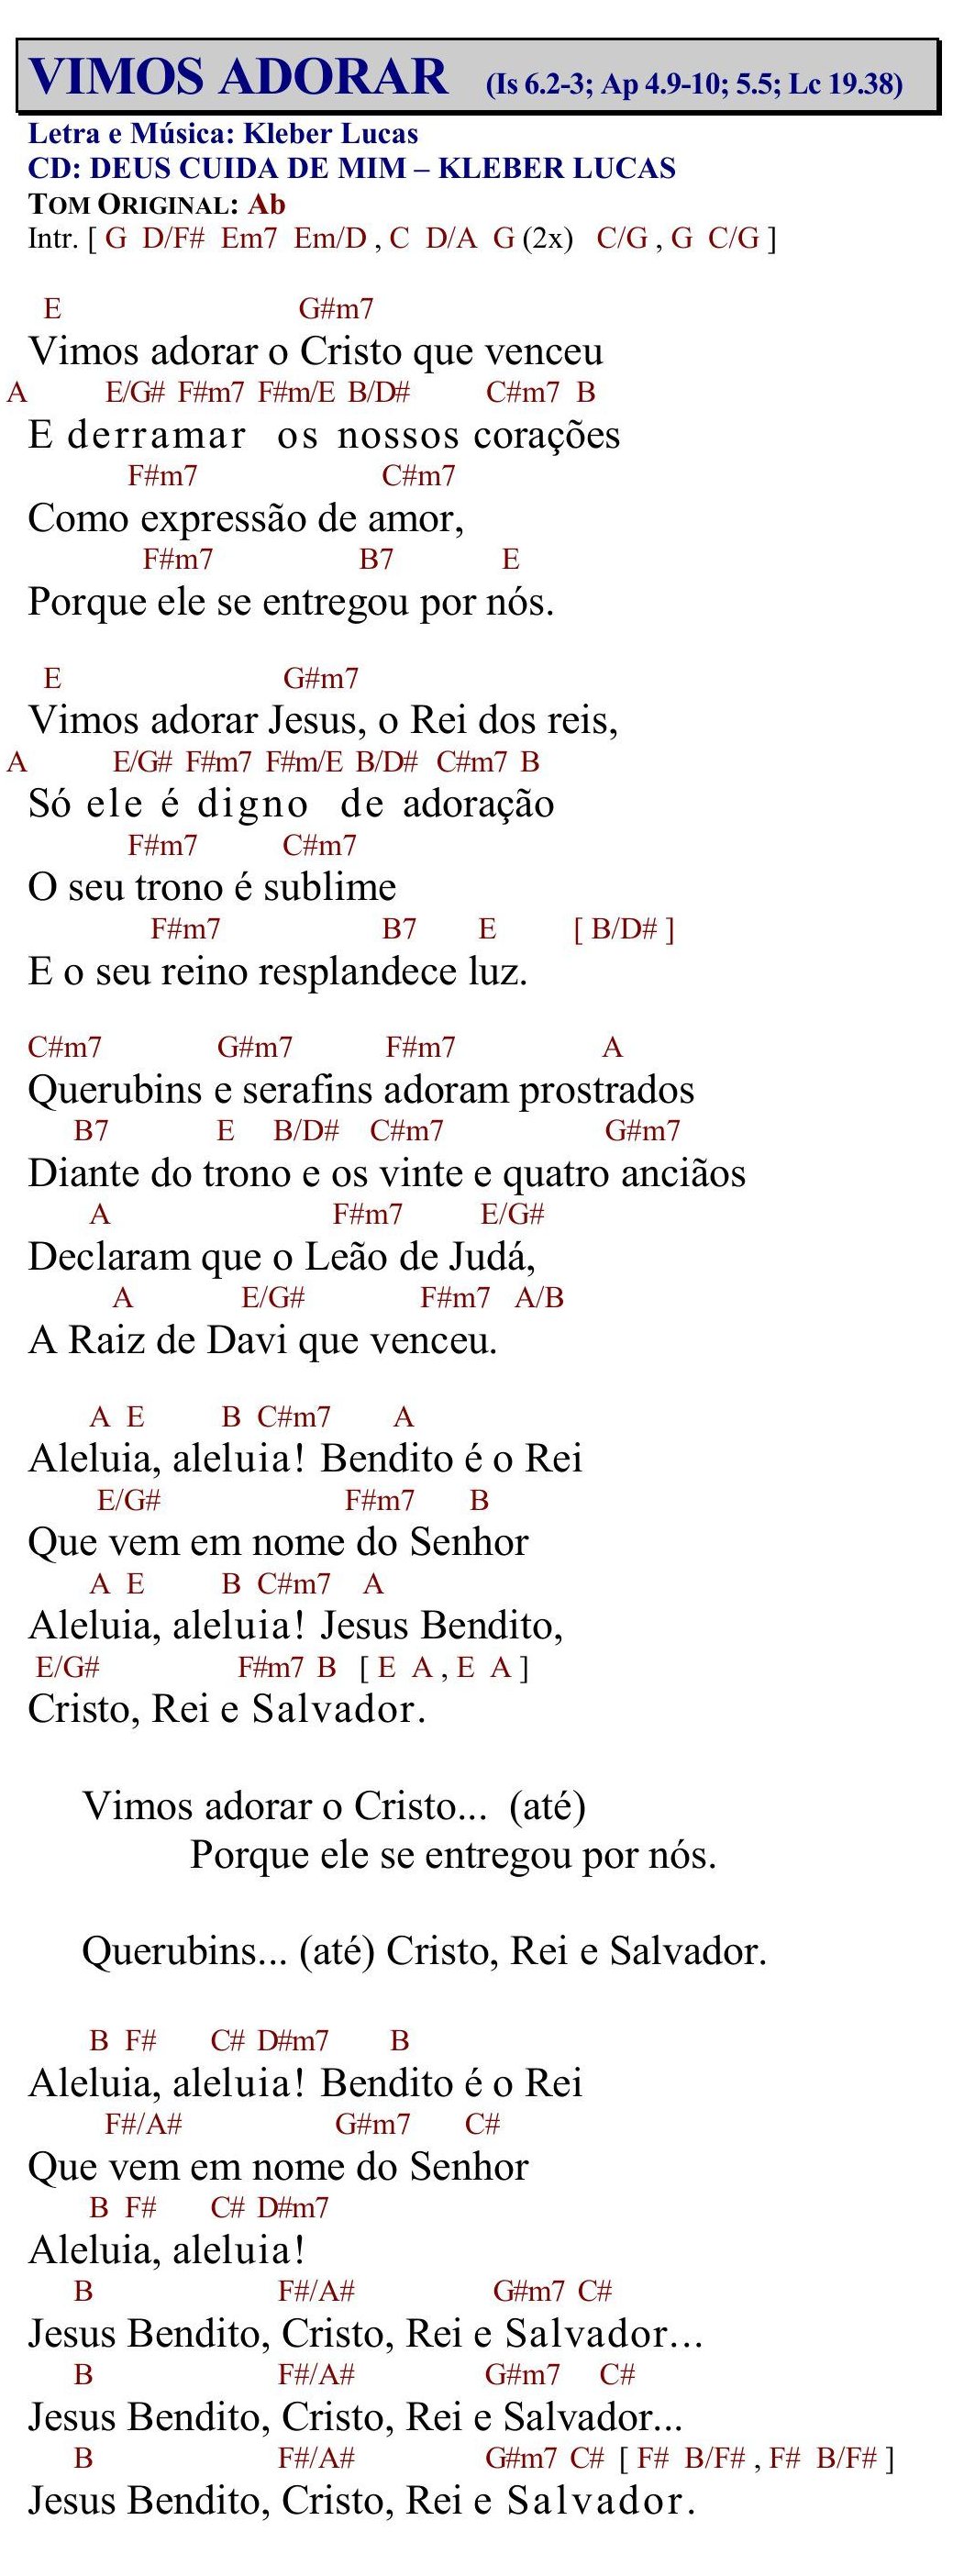 VIMOS ADORAR (Is 6.2-3; Ap 4.9-10; 5.5; Lc 19.38)
Letra e Música: Kleber Lucas
CD: DEUS CUIDA DE MIM – KLEBER LUCAS
TOM ORIGINAL: Ab
Intr. [ G D/F# Em7 Em/D , C D/A G (2x) C/G , G C/G ]
E G#m7
Vimos adorar o Cristo que venceu
A E/G# F#m7 F#m/E B/D# C#m7 B
E derramar os nossos corações
F#m7 C#m7
Como expressão de amor,
F#m7 B7 E
Porque ele se entregou por nós.
E G#m7
Vimos adorar Jesus, o Rei dos reis,
A E/G# F#m7 F#m/E B/D# C#m7 B
Só ele é digno de adoração
F#m7 C#m7
O seu trono é sublime
F#m7 B7 E [ B/D# ]
E o seu reino resplandece luz.
C#m7 G#m7 F#m7 A
Querubins e serafins adoram prostrados
B7 E B/D# C#m7 G#m7
Diante do trono e os vinte e quatro anciãos
A F#m7 E/G#
Declaram que o Leão de Judá,
A E/G# F#m7 A/B
A Raiz de Davi que venceu.
A E B C#m7 A
Aleluia, aleluia! Bendito é o Rei
E/G# F#m7 B
Que vem em nome do Senhor
A E B C#m7 A
Aleluia, aleluia! Jesus Bendito,
E/G# F#m7 B [ E A , E A ]
Cristo, Rei e Salvador.
Vimos adorar o Cristo... (até)
Porque ele se entregou por nós.
Querubins... (até) Cristo, Rei e Salvador.
B F# C# D#m7 B
Aleluia, aleluia! Bendito é o Rei
F#/A# G#m7 C#
Que vem em nome do Senhor
B F# C# D#m7
Aleluia, aleluia!
B F#/A# G#m7 C#
Jesus Bendito, Cristo, Rei e Salvador...
B F#/A# G#m7 C#
Jesus Bendito, Cristo, Rei e Salvador...
B F#/A# G#m7 C# [ F# B/F# , F# B/F# ]
Jesus Bendito, Cristo, Rei e Salvador.